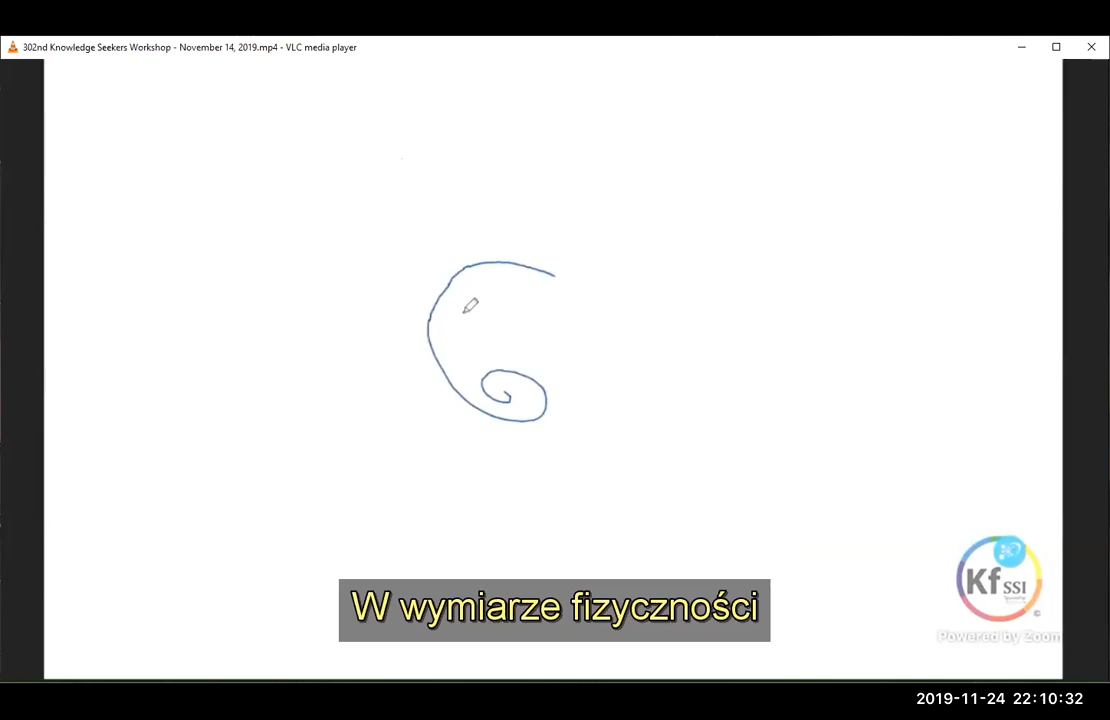 302nd Knowledge Seekers Workshop - November 14, 2019.mp4 - VLC media player
W wymiarze fizyczności
Kf SSI
©
Powered by Zoom
2019-11-24 22:10:32